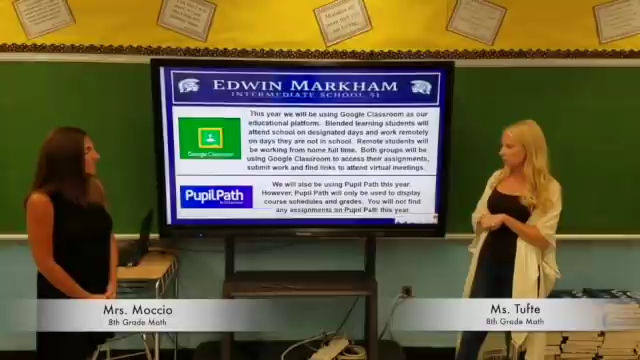 EDWIN MARKHAM
INTERMEDIATE SCHOOL 51
This year we will be using Google Classroom as our
educational platform. Blended learning students will
attend school on designated days and work remotely
on days they are not in school. Remote students will
be working from home full time. Both groups will be
using Google Classroom to access their assignments,
submit work and find links to attend virtual meetings.
Google Classroom
PupilPath
We will also be using Pupil Path this year.
However, Pupil Path will only be used to display
course schedules and grades. You will not find
any assignments on Pupil Path this year.
Mrs. Moccio
8th Grade Math
Ms. Tufte
8th Grade Math